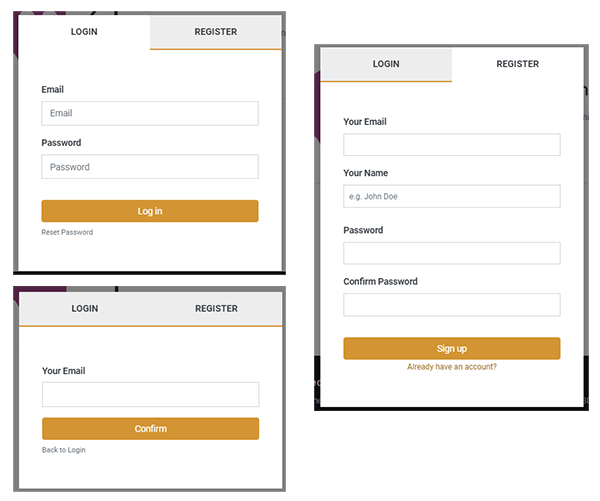 LOGIN REGISTER
Email
Email
Password
Password
Log in
Reset Password
LOGIN REGISTER
Your Email
Confirm
Back to Login
LOGIN REGISTER
Your Email
Your Name
e.g. John Doe
Password
Confirm Password
Sign up
Already have an account?